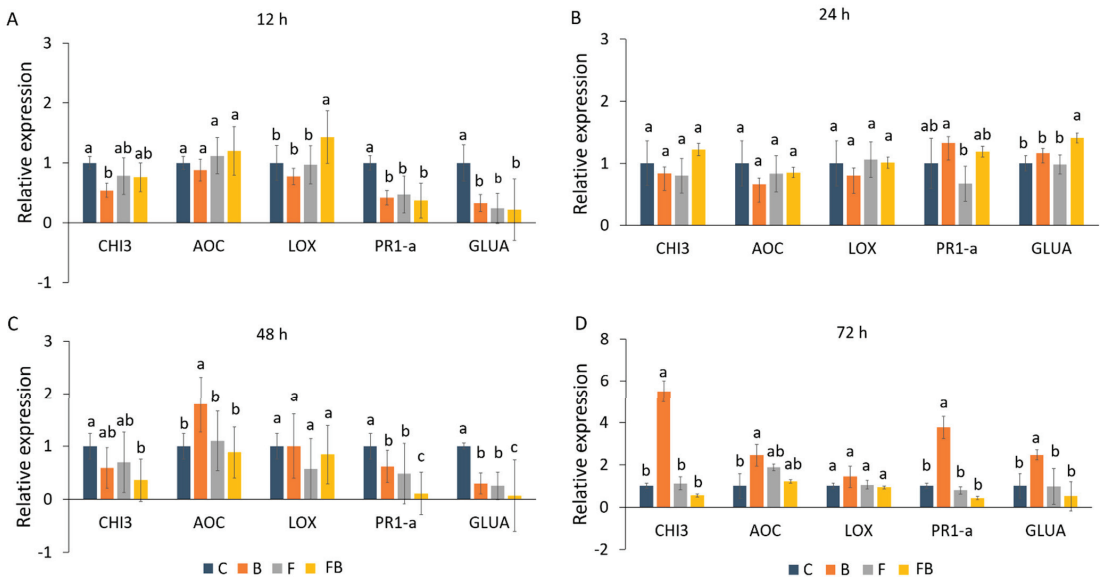 A
12 h
Relative expression
3
2
1
0
-1
a b ab ab a a a a b b b a a b b b a b b b
CHI3 AOC LOX PR1-a GLUA
B
24 h
Relative expression
3
2
1
0
a a a a a a a a a a a a ab a b ab b b b a
CHI3 AOC LOX PR1-a GLUA
C
48 h
Relative expression
3
2
1
0
-1
a ab ab b b a b b a a a a a b b c a b b c
CHI3 AOC LOX PR1-a GLUA
C B F FB
D
72 h
Relative expression
8
6
4
2
0
-2
b a b b b a ab ab a a a a b a b b b a b b
CHI3 AOC LOX PR1-a GLUA
C B F FB